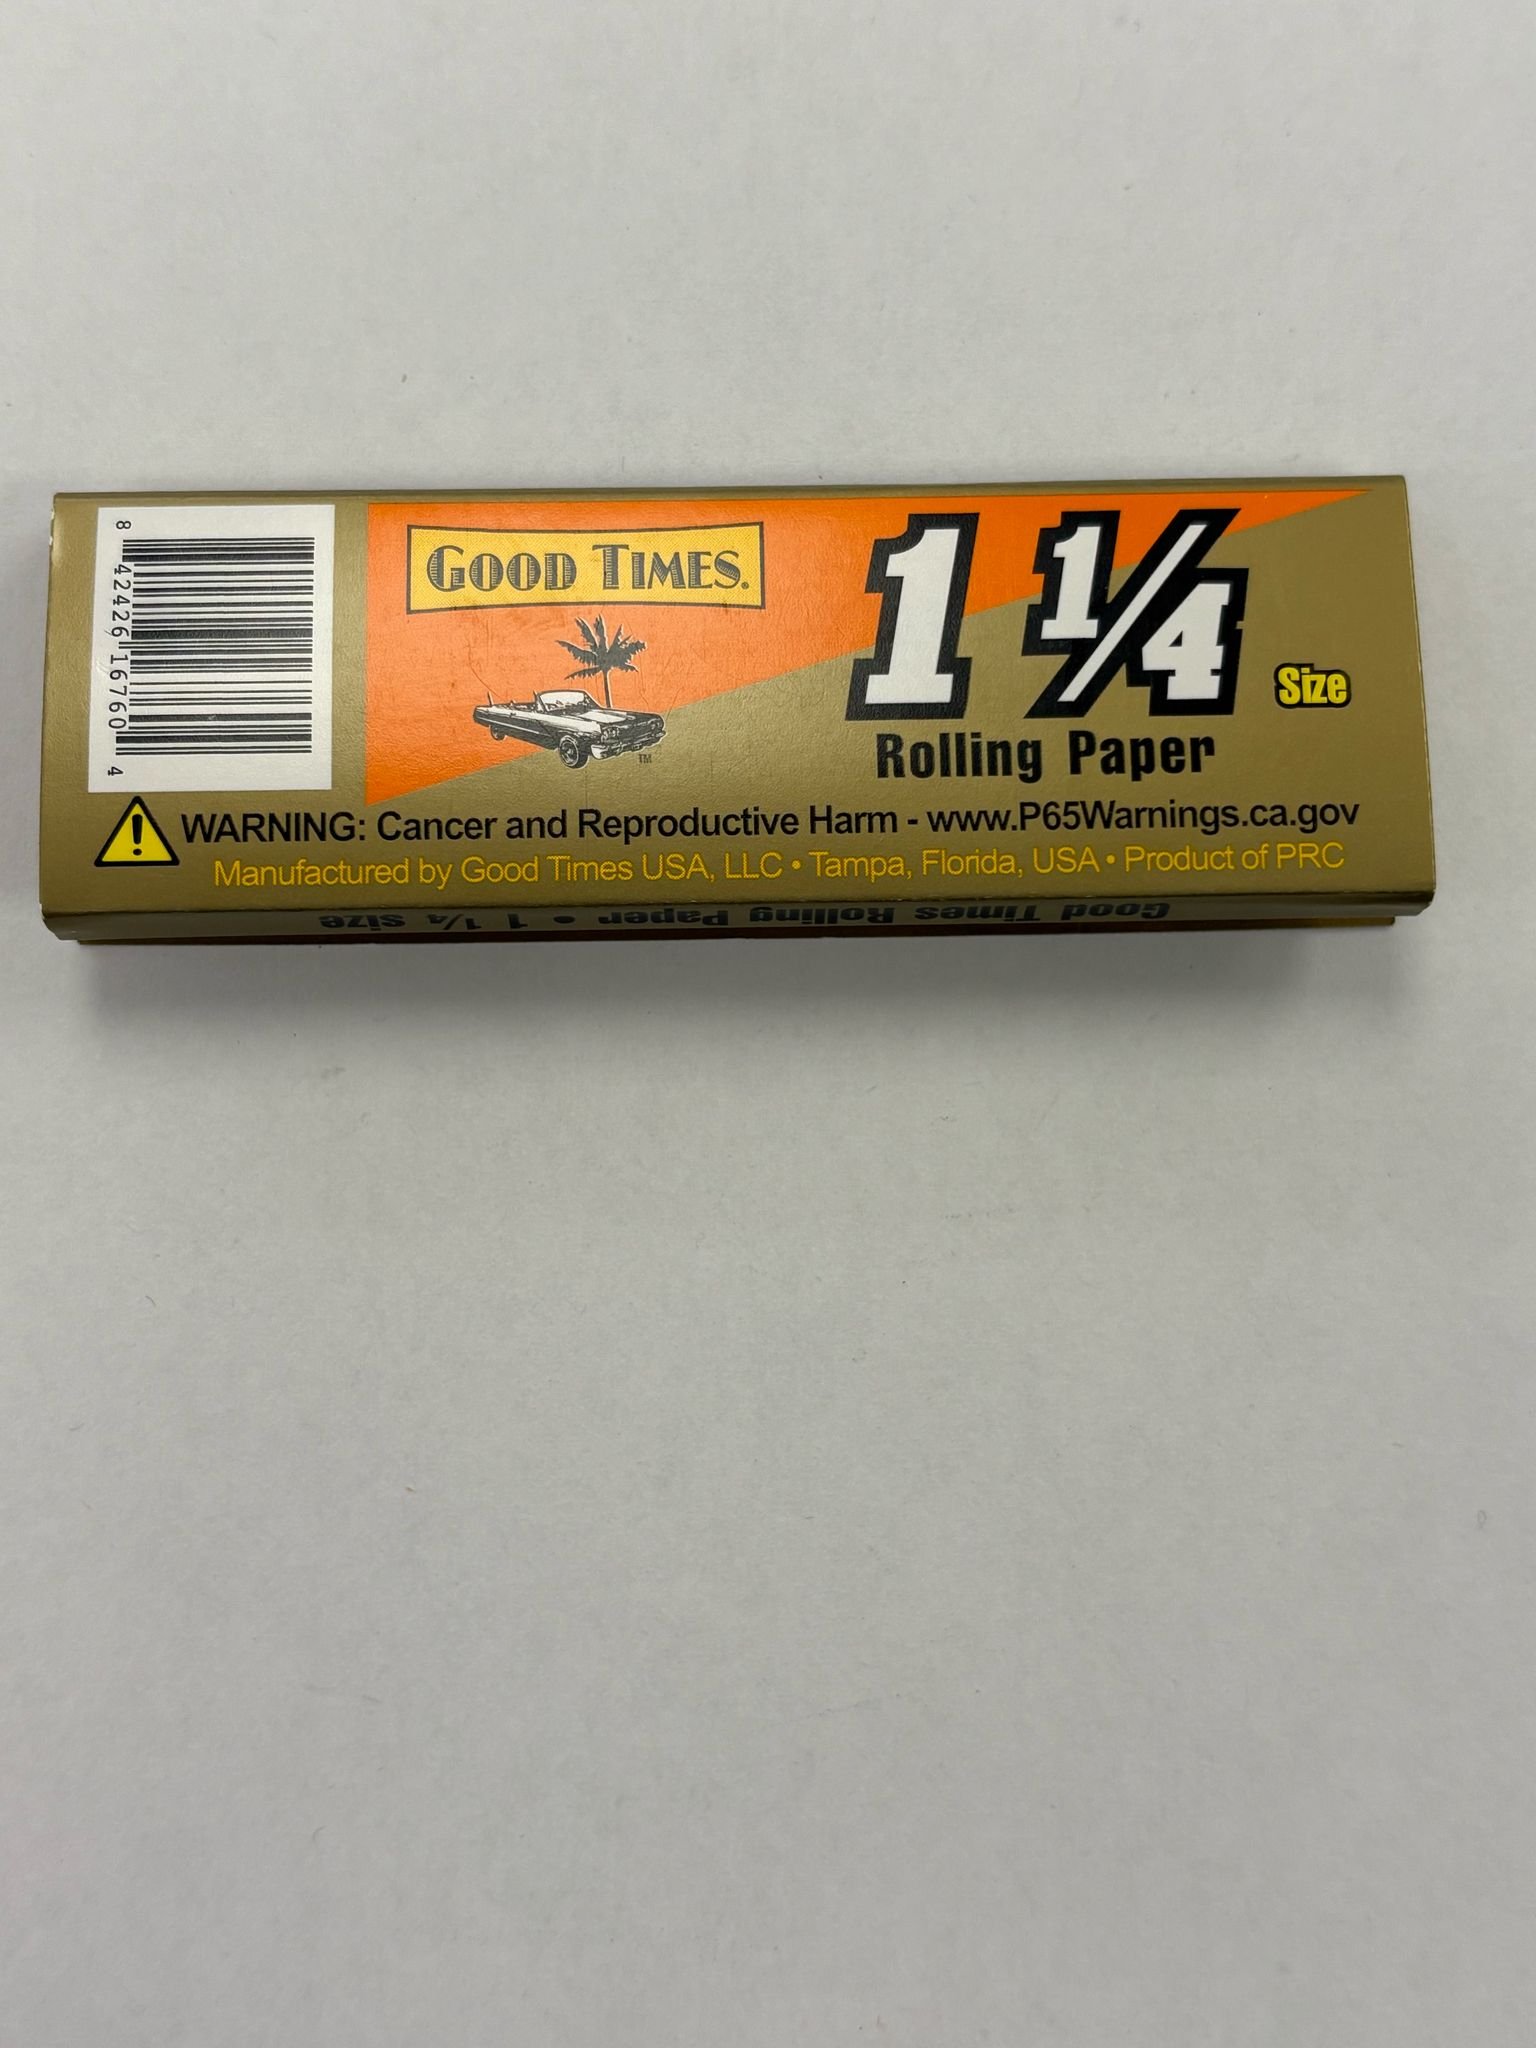 8 42426 16760 4
GOOD TIMES®
™
1 1/4
Size
Rolling Paper
WARNING: Cancer and Reproductive Harm - www.P65Warnings.ca.gov
Manufactured by Good Times USA, LLC • Tampa, Florida, USA • Product of PRC
Good Times Rolling Paper • 1 1/4 size